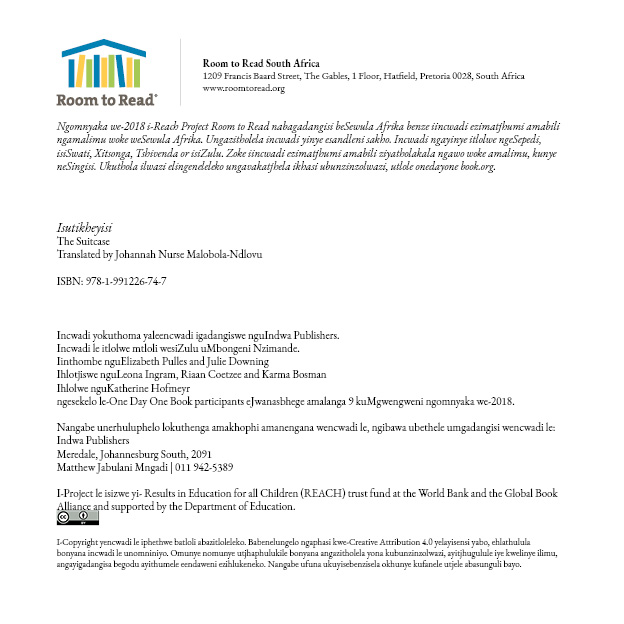 Room to Read®
Room to Read South Africa
1209 Francis Baard Street, The Gables, 1 Floor, Hatfield, Pretoria 0028, South Africa
www.roomtoread.org
Ngomnyaka we-2018 i-Reach Project Room to Read nabagadangisi beSewula Afrika benze iincwadi ezimatjhumi amabili
ngamalimu woke weSewula Afrika. Ungazitholela incwadi yinye esandleni sakho. Incwadi ngayinye itlolwe ngeSepedi,
isiSwati, Xitsonga, Tshivenda or isiZulu. Zoke iincwadi ezimatjhumi amabili ziyatholakala ngawo woke amalimu, kunye
neSingisi. Ukuthola ilwazi elingeneleleko ungavakatjhela ikhasi ubunzinzolwazi, utlole onedayone book.org.
Isutikheyisi
The Suitcase
Translated by Johannah Nurse Malobola-Ndlovu
ISBN: 978-1-991226-74-7
Incwadi yokuthoma yaleencwadi igadangiswe nguIndwa Publishers.
Incwadi le itlolwe mtloli wesiZulu uMbongeni Nzimande.
Iinthombe nguElizabeth Pulles and Julie Downing
Ihlotjiswe nguLeona Ingram, Riaan Coetzee and Karma Bosman
Ihlolwe nguKatherine Hofmeyr
ngesekelo le-One Day One Book participants eJwanasbhege amalanga 9 kuMgwengweni ngomnyaka we-2018.
Nangabe unerhuluphelo lokuthenga amakhophi amanengana wencwadi le, ngibawa ubethele umgadangisi wencwadi le:
Indwa Publishers
Meredale, Johannesburg South, 2091
Matthew Jabulani Mngadi | 011 942-5389
I-Project le isizwe yi- Results in Education for all Children (REACH) trust fund at the World Bank and the Global Book
Alliance and supported by the Department of Education.
cc BY
I-Copyright yencwadi le iphethwe batloli abazitloleleko. Babenelungelo ngaphasi kwe-Creative Attribution 4.0 yelayisensi yabo, ehlathulula
bonyana incwadi le unomniniyo. Omunye nomunye utjhaphulukile bonyana angazitholela yona kubunzinzolwazi, ayitjhugulule iye kwelinye ilimu,
angayigadangisa begodu ayithumele eendaweni ezihlukeneko. Nangabe ufuna ukuyisebenzisela okhunye kufanele utjele abasunguli bayo.